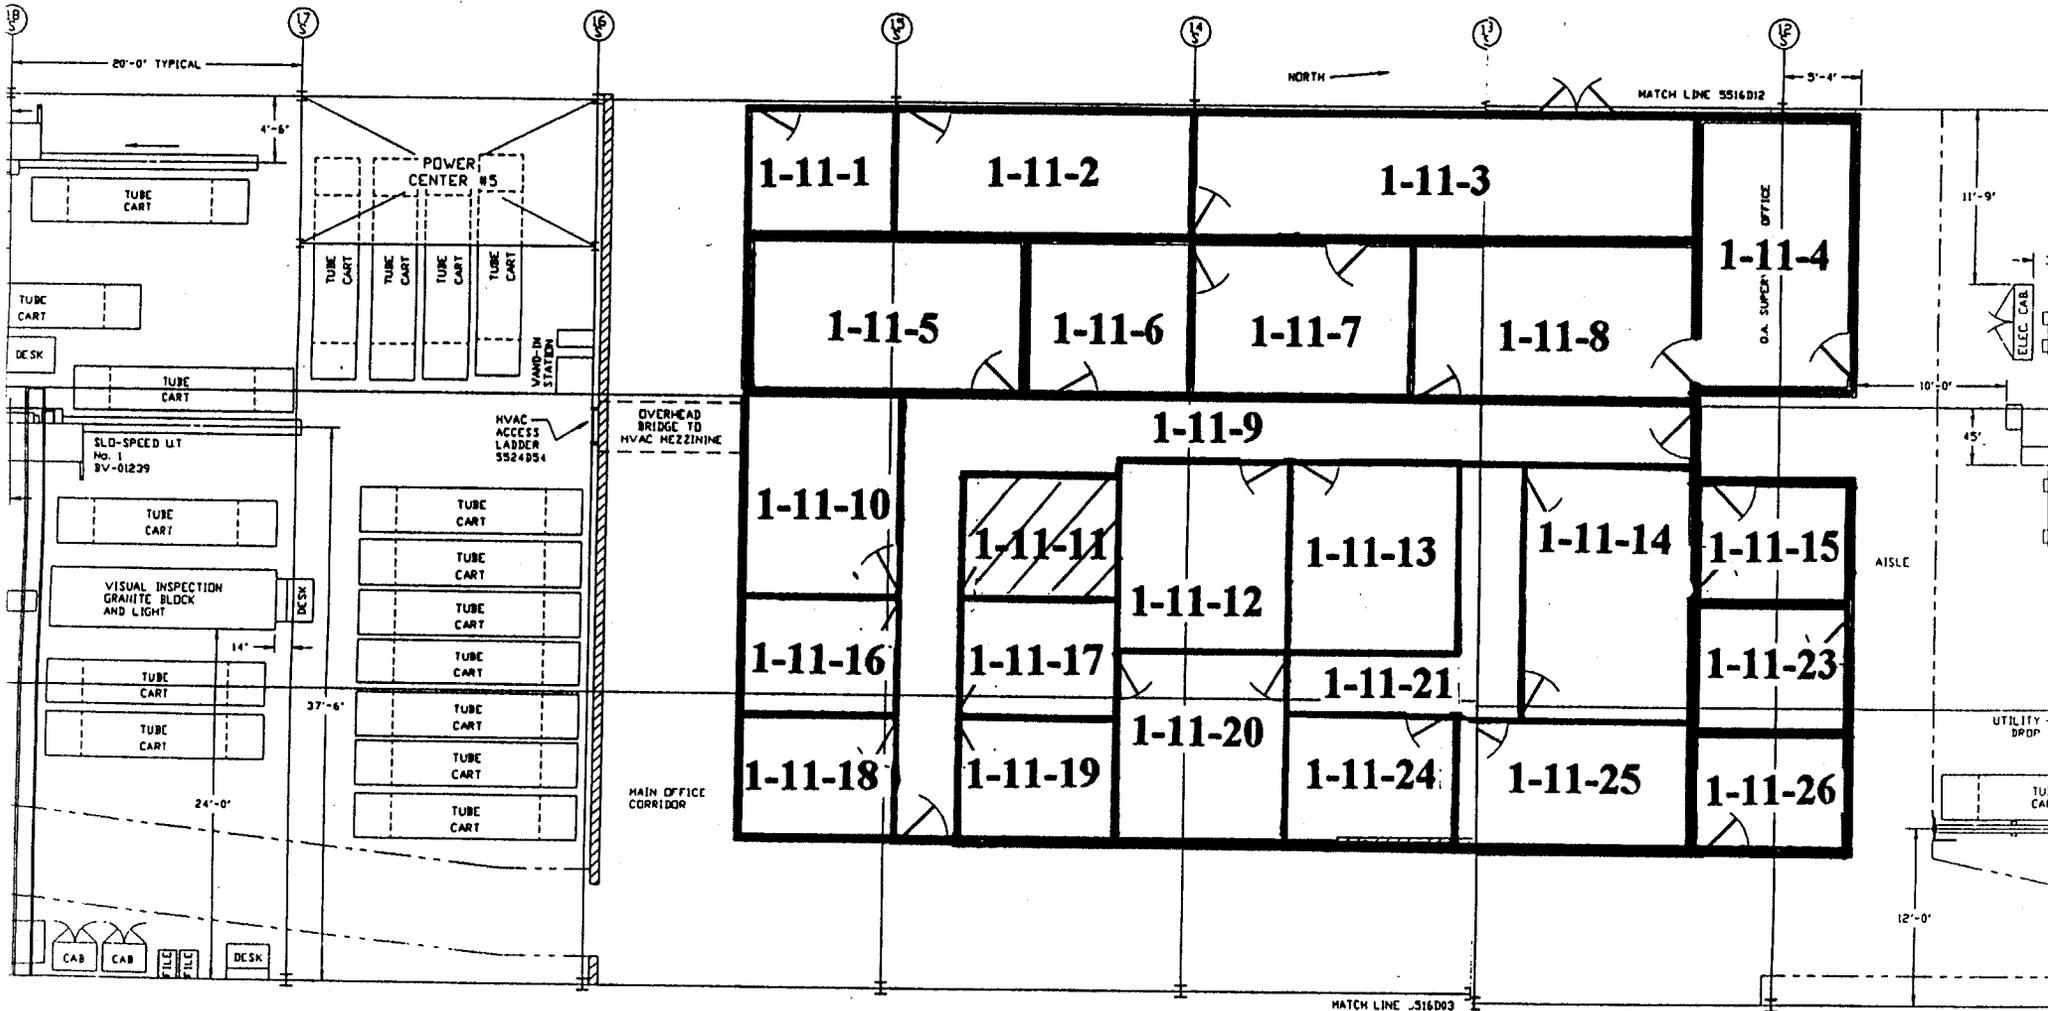 18
S
17
S
16
S
15
S
14
S
13
S
12
S
20'-0" TYPICAL
NORTH
5'-4"
MATCH LINE 5516D12
4'-6"
POWER
CENTER #5
TUBE
CART
TUBE
CART
TUBE
CART
TUBE
CART
TUBE
CART
TUBE
CART
DESK
TUBE
CART
WAND-IN
STATION
1-11-1
1-11-2
1-11-3
1-11-4
OFFICE
11'-9"
ELEC. CAB.
1-11-5
1-11-6
1-11-7
1-11-8
10'-0"
45'
HVAC
ACCESS
LADDER
5524D54
OVERHEAD
BRIDGE TO
HVAC MEZZININE
1-11-9
SLO-SPEED U.T
No. 1
BV-01239
TUBE
CART
VISUAL INSPECTION
GRANITE BLOCK
AND LIGHT
DESK
14"
TUBE
CART
TUBE
CART
TUBE
CART
TUBE
CART
TUBE
CART
TUBE
CART
TUBE
CART
TUBE
CART
TUBE
CART
37'-6"
24'-0"
1-11-10
1-11-11
1-11-12
1-11-13
1-11-14
1-11-15
AISLE
1-11-16
1-11-17
1-11-21
1-11-23
UTILITY
DROP
1-11-18
1-11-19
1-11-20
1-11-24
1-11-25
1-11-26
MAIN OFFICE
CORRIDOR
12'-0"
CAB
CAB
FILE
FILE
DESK
MATCH LINE 5516D03